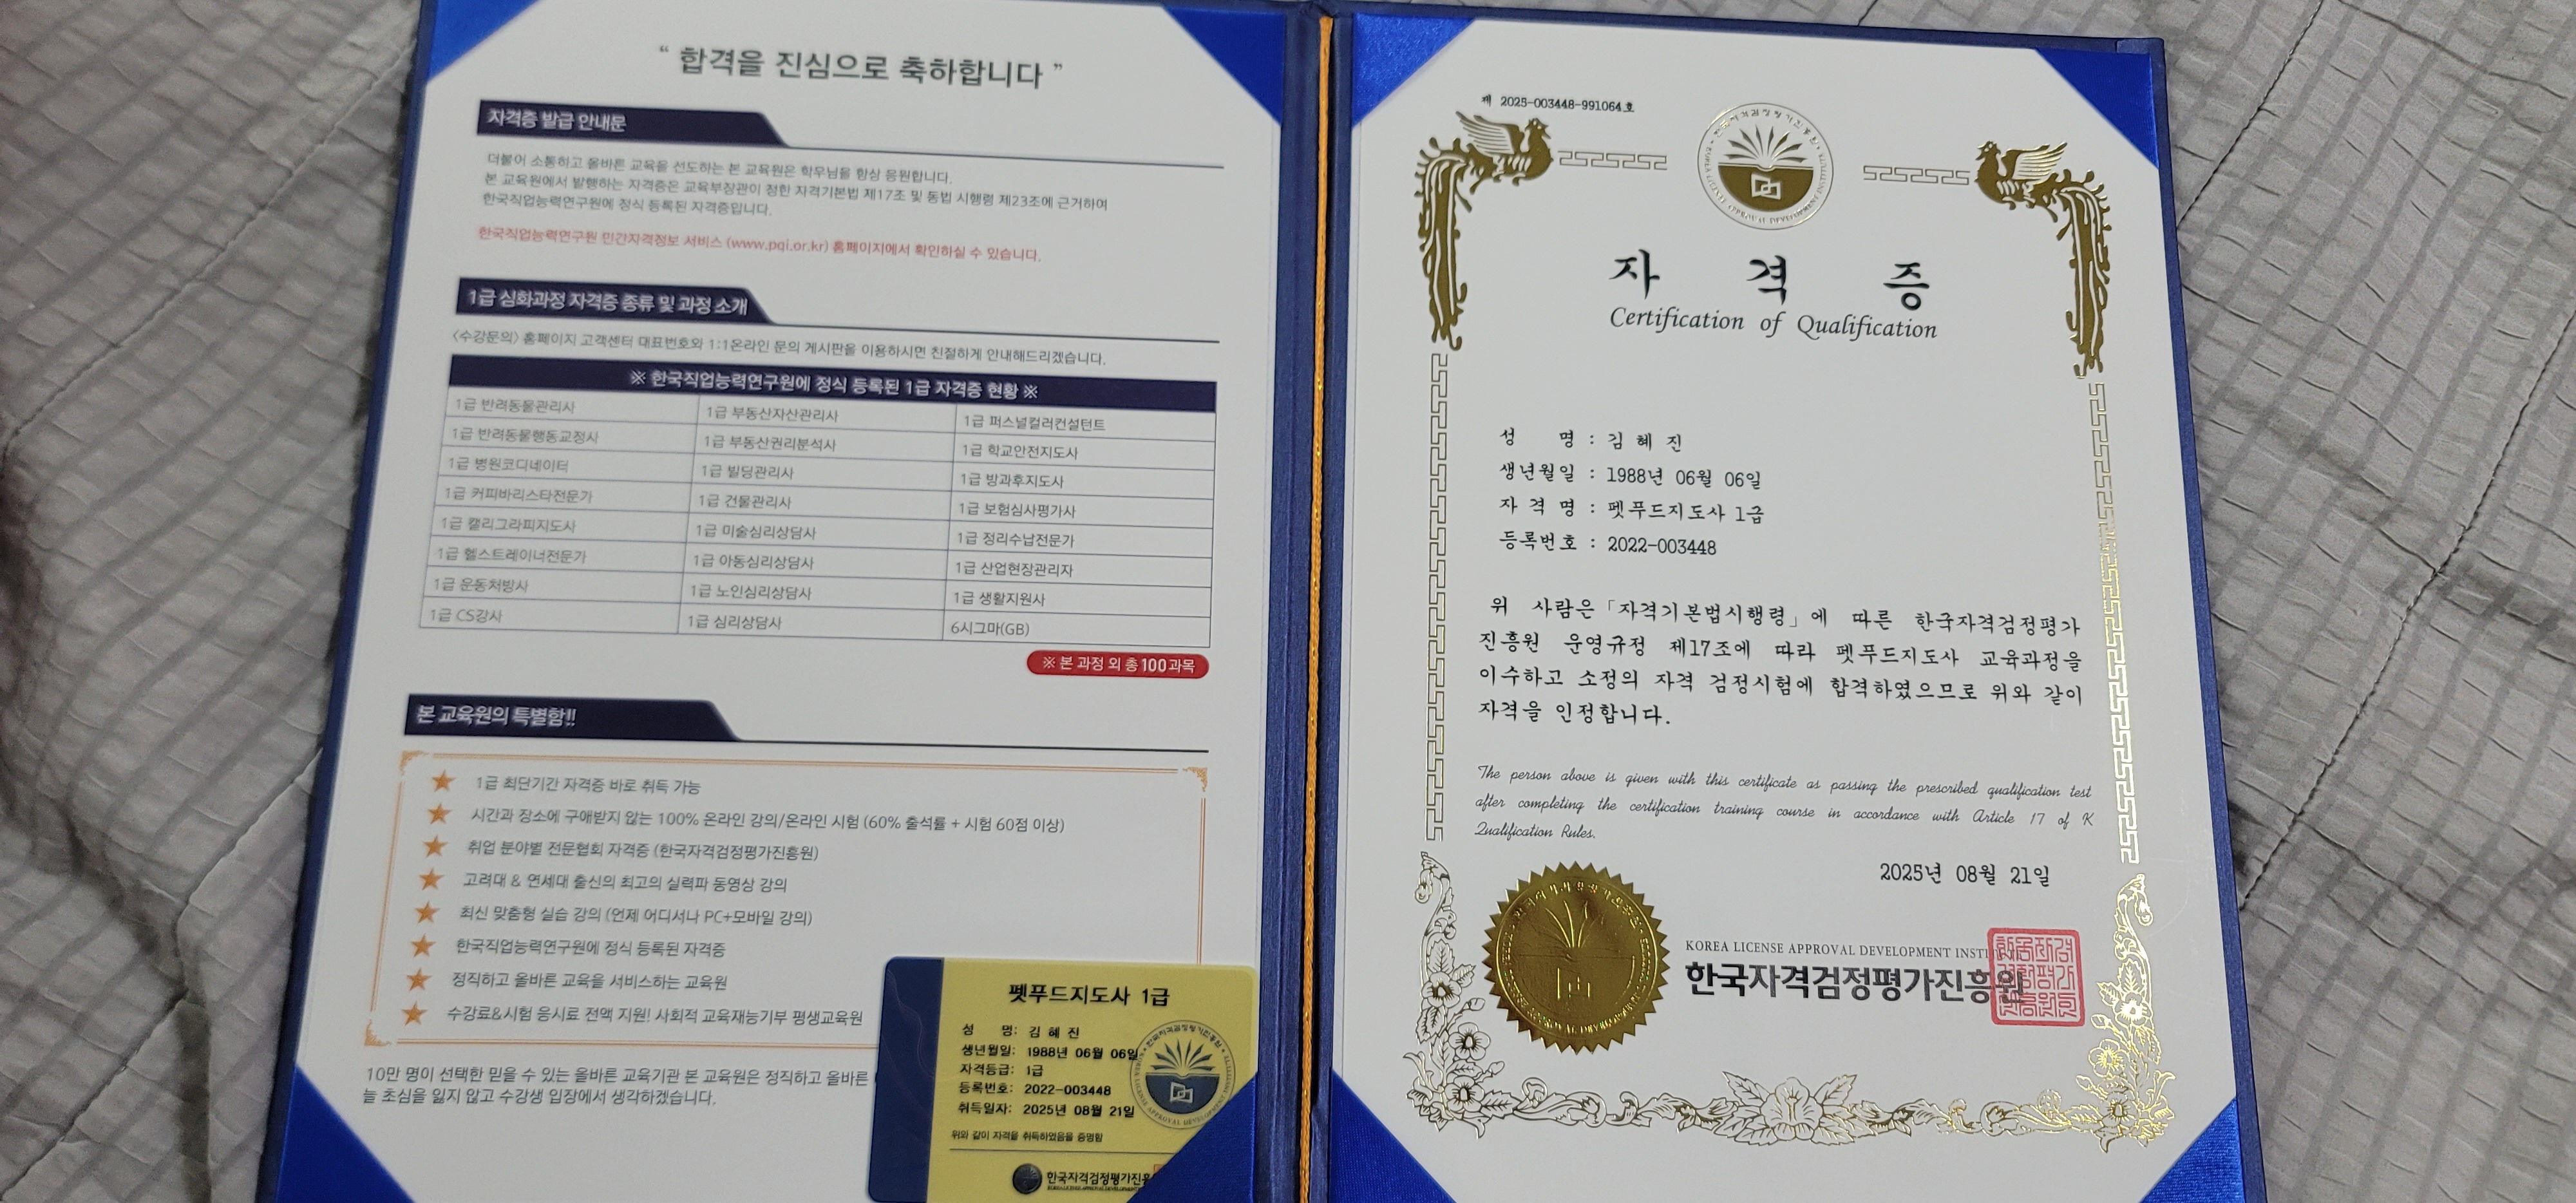 “ 합격을 진심으로 축하합니다 ”
자격증 발급 안내문
더불어 소통하고 올바른 교육을 선도하는 본 교육원은 학우님을 항상 응원합니다.
본 교육원에서 발행하는 자격증은 교육부장관이 정한 자격기본법 제17조 및 동법 시행령 제23조에 근거하여
한국직업능력연구원에 정식 등록된 자격증입니다.
한국직업능력연구원 민간자격정보 서비스 (www.pqi.or.kr) 홈페이지에서 확인하실 수 있습니다.
1급 심화과정 자격증 종류 및 과정 소개
<수강문의> 홈페이지 고객센터 대표번호와 1:1온라인 문의 게시판을 이용하시면 친절하게 안내해드리겠습니다.
※ 한국직업능력연구원에 정식 등록된 1급 자격증 현황 ※
1급 반려동물관리사 1급 부동산자산관리사 1급 퍼스널컬러컨설턴트
1급 반려동물행동교정사 1급 부동산권리분석사 1급 학교안전지도사
1급 병원코디네이터 1급 빌딩관리사 1급 방과후지도사
1급 커피바리스타전문가 1급 건물관리사 1급 보험심사평가사
1급 캘리그라피지도사 1급 미술심리상담사 1급 정리수납전문가
1급 헬스트레이너전문가 1급 아동심리상담사 1급 산업현장관리자
1급 운동처방사 1급 노인심리상담사 1급 생활지원사
1급 CS강사 1급 심리상담사 6시그마(GB)
※ 본 과정 외 총 100과목
본 교육원의 특별함!!
1급 최단기간 자격증 바로 취득 가능
시간과 장소에 구애받지 않는 100% 온라인 강의/온라인 시험 (60% 출석률 + 시험 60점 이상)
취업 분야별 전문협회 자격증 (한국자격검정평가진흥원)
고려대 & 연세대 출신의 최고의 실력파 동영상 강의
최신 맞춤형 실습 강의 (언제 어디서나 PC+모바일 강의)
한국직업능력연구원에 정식 등록된 자격증
정직하고 올바른 교육을 서비스하는 교육원
수강료&시험 응시료 전액 지원! 사회적 교육재능기부 평생교육원
10만 명이 선택한 믿을 수 있는 올바른 교육기관 본 교육원은 정직하고 올바른
늘 초심을 잃지 않고 수강생 입장에서 생각하겠습니다.
펫푸드지도사 1급
성 명: 김 혜 진
생년월일: 1988년 06월 06일
자격등급: 1급
등록번호: 2022-003448
취득일자: 2025년 08월 21일
위와 같이 자격을 취득하였음을 증명함
한국자격검정평가진흥
제 2025-003448-991064호
자 격 증
Certification of Qualification
성 명 : 김 혜 진
생년월일 : 1988년 06월 06일
자 격 명 : 펫푸드지도사 1급
등록번호 : 2022-003448
위 사람은「자격기본법시행령」에 따른 한국자격검정평가
진흥원 운영규정 제17조에 따라 펫푸드지도사 교육과정을
이수하고 소정의 자격 검정시험에 합격하였으므로 위와 같이
자격을 인정합니다.
The person above is given with this certificate as passing the prescribed qualification test
after completing the certification training course in accordance with Article 17 of K
Qualification Rules.
2025년 08월 21일
KOREA LICENSE APPROVAL DEVELOPMENT
한국자격검정평가진흥원